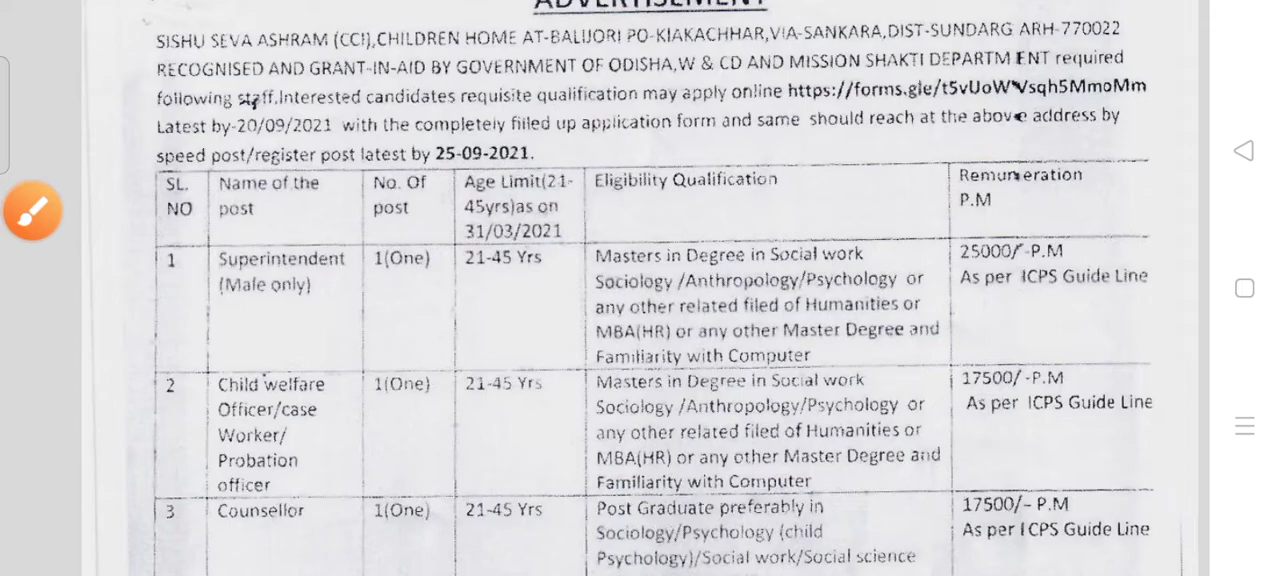 ADVERTISEMENT
SISHU SEVA ASHRAM (CCI),CHILDREN HOME AT-BALIJORI PO-KIAKACHHAR,VIA-SANKARA,DIST-SUNDARG ARH-770022
RECOGNISED AND GRANT-IN-AID BY GOVERNMENT OF ODISHA,W & CD AND MISSION SHAKTI DEPARTM ENT required
following staff.Interested candidates requisite qualification may apply online
Latest by-20/09/2021 with the completely filled up application form and same should reach at the above address by
speed post/register post latest by 25-09-2021.
SL. NO Name of the post No. Of post Age Limit(21-45yrs)as on 31/03/2021 Eligibility Qualification Remuneration P.M
1 Superintendent 1(One) 21-45 Yrs Masters in Degree in Social work 25000/-P.M
(Male only) Sociology /Anthropology/Psychology or As per ICPS Guide Line
any other related filed of Humanities or
MBA(HR) or any other Master Degree and
Familiarity with Computer
2 Child welfare 1(One) 21-45 Yrs Masters in Degree in Social work 17500/-P.M
Officer/case Sociology /Anthropology/Psychology or As per ICPS Guide Line
Worker/ any other related filed of Humanities or
Probation MBA(HR) or any other Master Degree and
officer Familiarity with Computer
3 Counsellor 1(One) 21-45 Yrs Post Graduate preferably in 17500/- P.M
Sociology/Psychology (child As per ICPS Guide Line
Psychology)/Social work/Social science